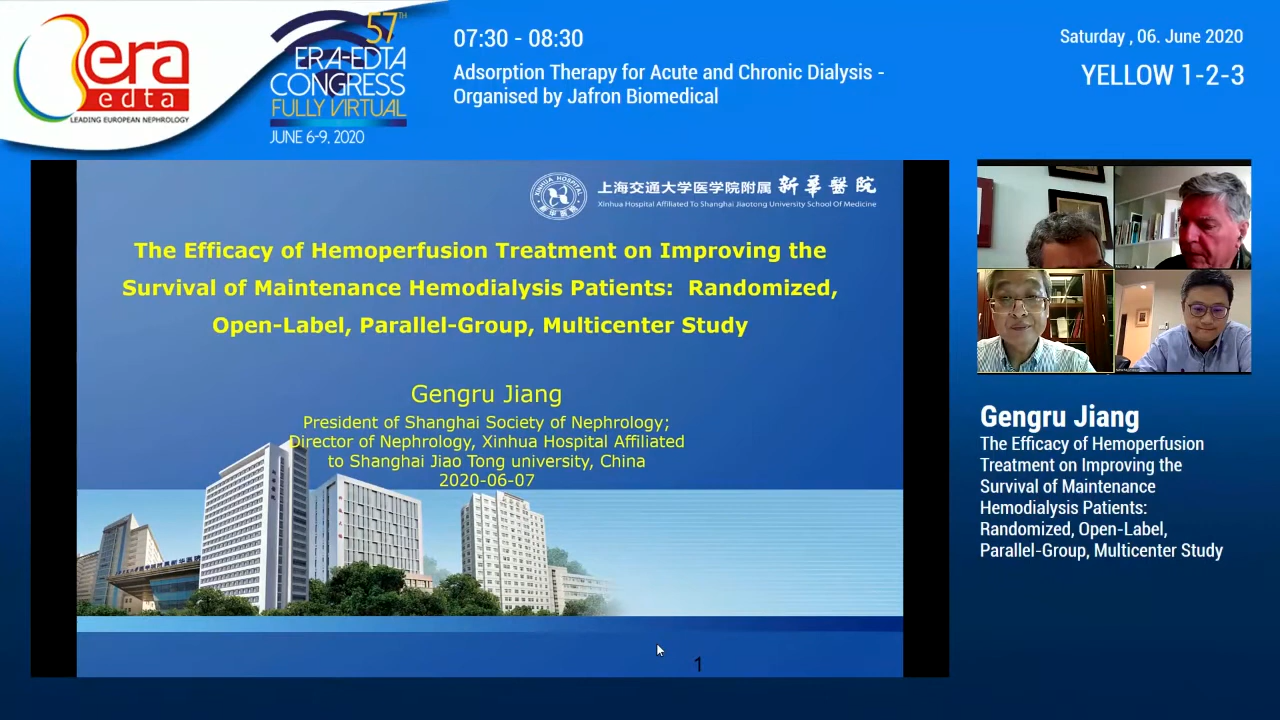 era
edta
LEADING EUROPEAN NEPHROLOGY
57TH
ERA-EDTA
CONGRESS
FULLY VIRTUAL
JUNE 6-9, 2020
07:30 - 08:30
Adsorption Therapy for Acute and Chronic Dialysis -
Organised by Jafron Biomedical
Saturday , 06. June 2020
YELLOW 1-2-3
XINHUA HOSPITAL
新华医院
上海交通大学医学院附属 新華醫院
Xinhua Hospital Affiliated To Shanghai Jiaotong University School Of Medicine
The Efficacy of Hemoperfusion Treatment on Improving the
Survival of Maintenance Hemodialysis Patients: Randomized,
Open-Label, Parallel-Group, Multicenter Study
Gengru Jiang
President of Shanghai Society of Nephrology;
Director of Nephrology, Xinhua Hospital Affiliated
to Shanghai Jiao Tong university, China
2020-06-07
1
Gengru Jiang
The Efficacy of Hemoperfusion
Treatment on Improving the
Survival of Maintenance
Hemodialysis Patients:
Randomized, Open-Label,
Parallel-Group, Multicenter Study